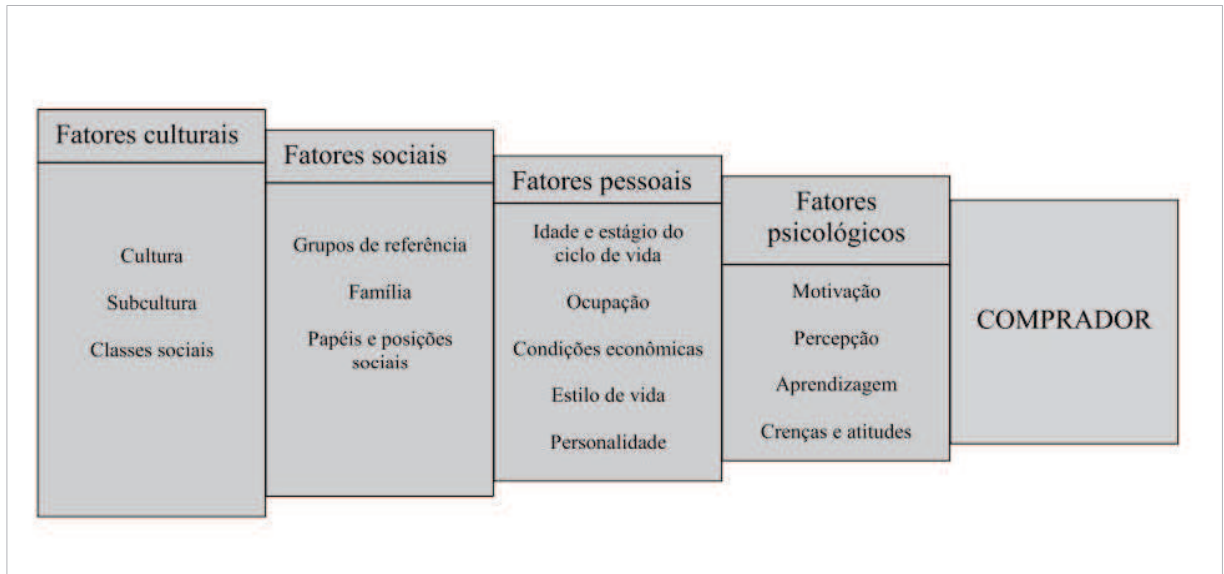 Fatores culturais
Cultura
Subcultura
Classes sociais
Fatores sociais
Grupos de referência
Família
Papéis e posições
sociais
Fatores pessoais
Idade e estágio do
ciclo de vida
Ocupação
Condições econômicas
Estilo de vida
Personalidade
Fatores
psicológicos
Motivação
Percepção
Aprendizagem
Crenças e atitudes
COMPRADOR